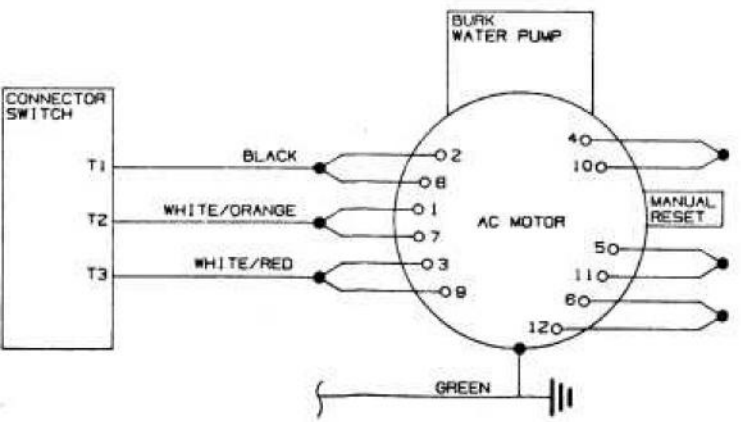 BURK
WATER PUMP
CONNECTOR
SWITCH
T1
BLACK
2
8
4
10
T2
WHITE/ORANGE
1
7
AC MOTOR
MANUAL
RESET
T3
WHITE/RED
3
9
5
11
6
12
GREEN